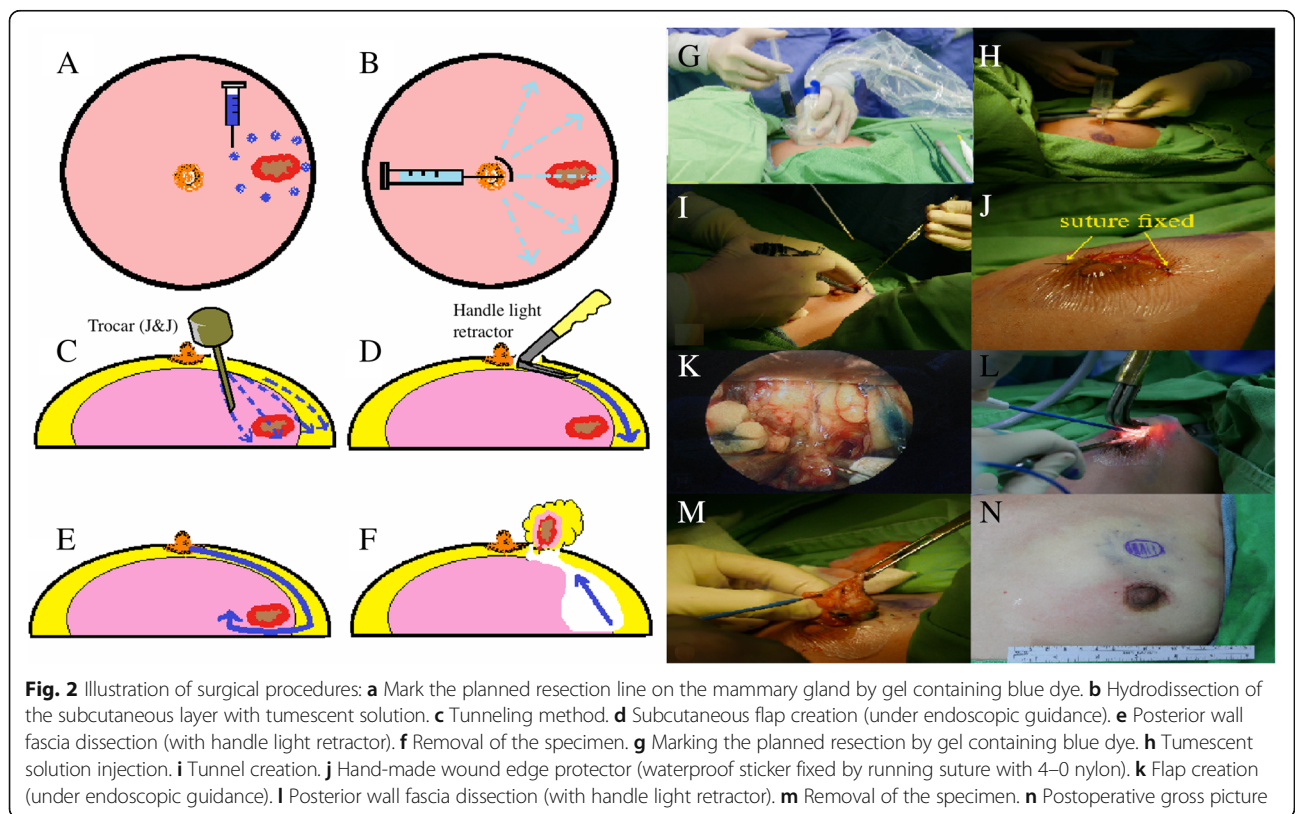 A
B
G
H
I
J
suture fixed
Trocar (J&J)
Handle light
retractor
C
D
K
L
E
F
M
N
Fig. 2 Illustration of surgical procedures: a Mark the planned resection line on the mammary gland by gel containing blue dye. b Hydrodissection of
the subcutaneous layer with tumescent solution. c Tunneling method. d Subcutaneous flap creation (under endoscopic guidance). e Posterior wall
fascia dissection (with handle light retractor). f Removal of the specimen. g Marking the planned resection by gel containing blue dye. h Tumescent
solution injection. i Tunnel creation. j Hand-made wound edge protector (waterproof sticker fixed by running suture with 4–0 nylon). k Flap creation
(under endoscopic guidance). l Posterior wall fascia dissection (with handle light retractor). m Removal of the specimen. n Postoperative gross picture